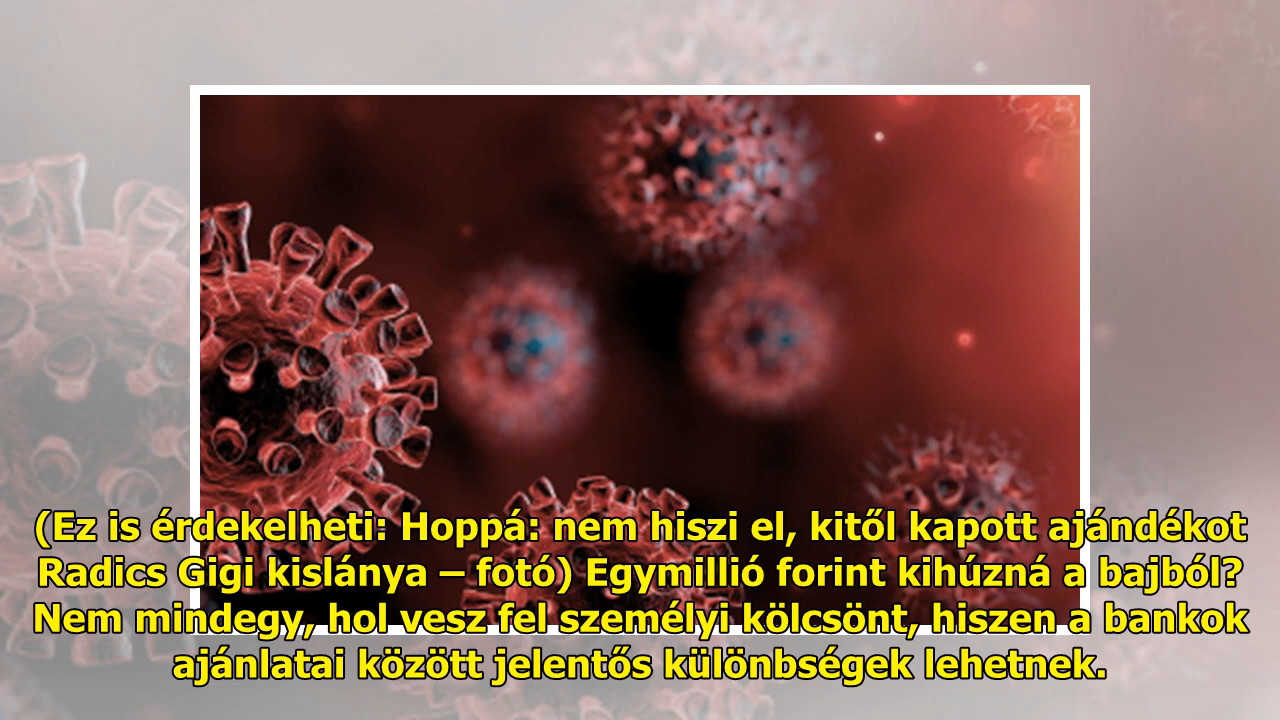 (Ez is érdekelheti: Hoppá: nem hiszi el, kitől kapott ajándékot
Radics Gigi kislánya – fotó) Egymillió forint kihúzná a bajból?
Nem mindegy, hol vesz fel személyi kölcsönt, hiszen a bankok
ajánlatai között jelentős különbségek lehetnek.